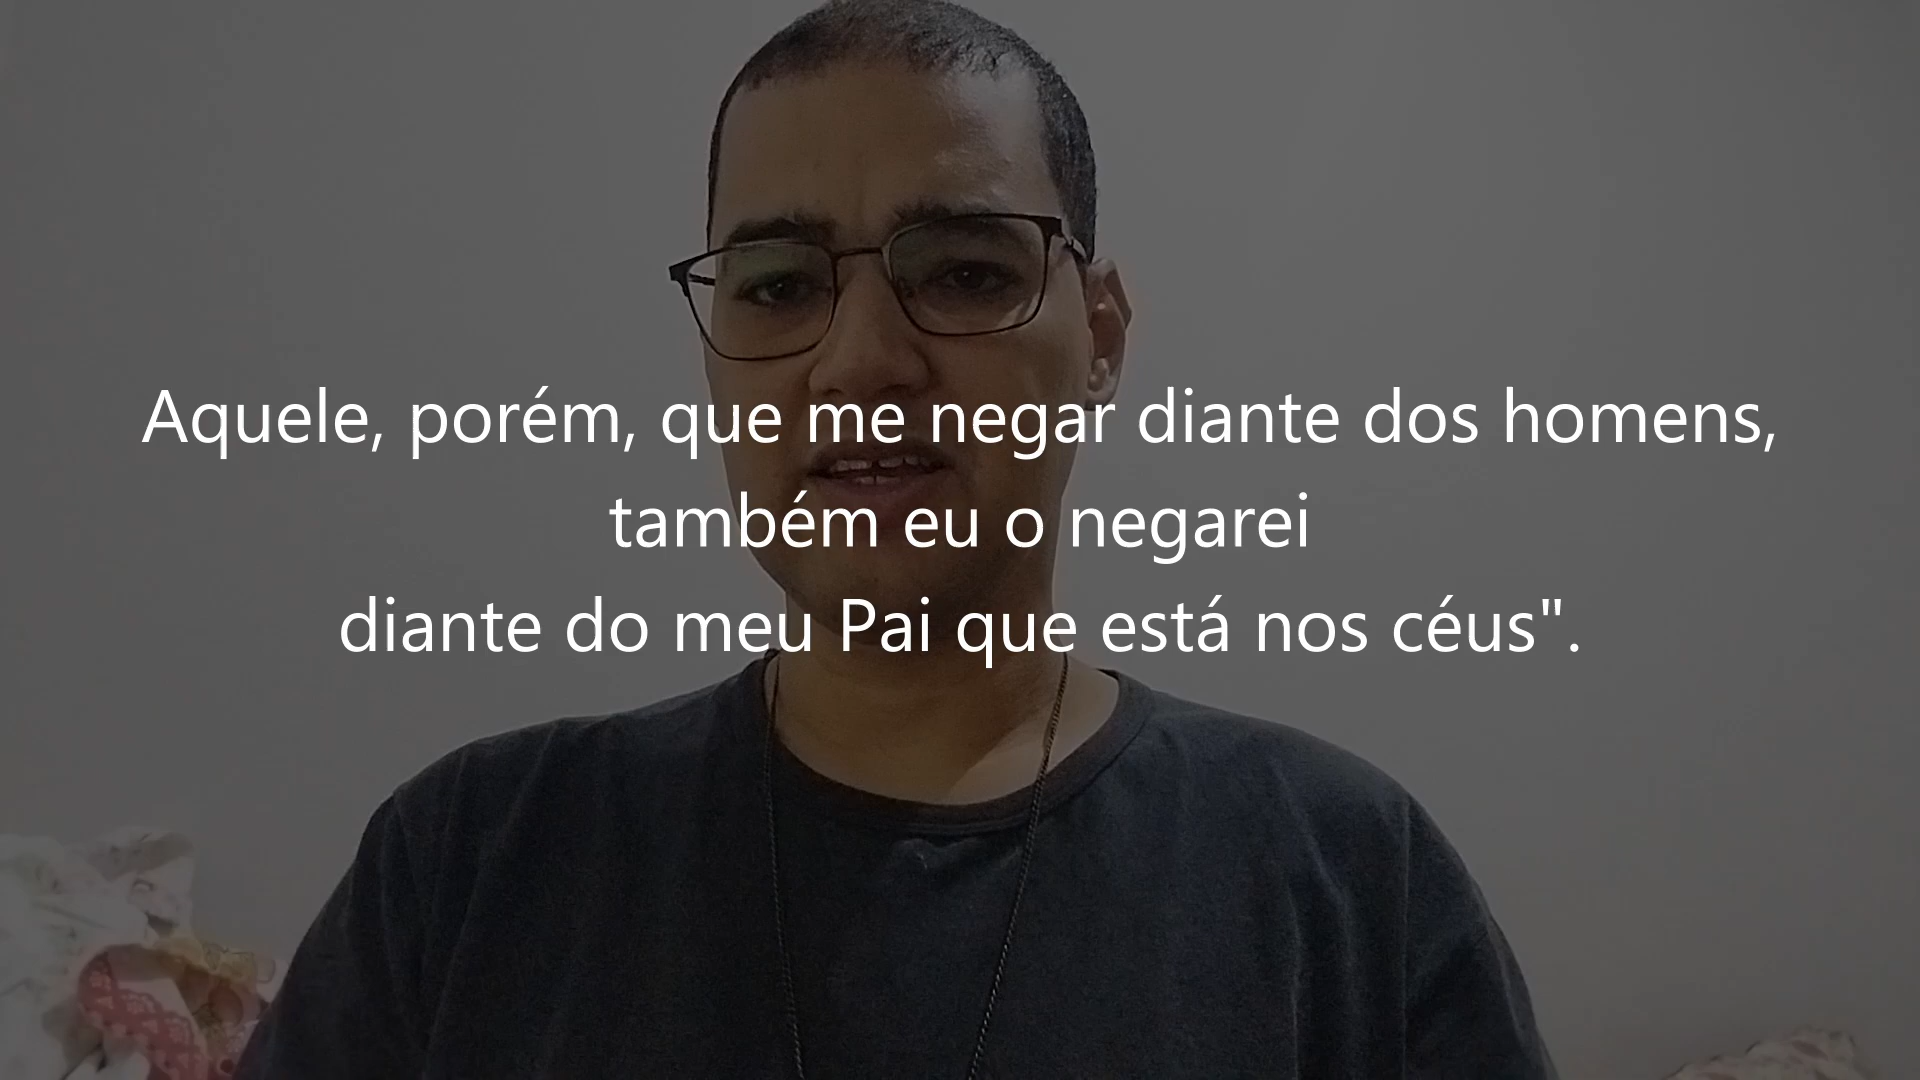 Aquele, porém, que me negar diante dos homens,
também eu o negarei
diante do meu Pai que está nos céus".